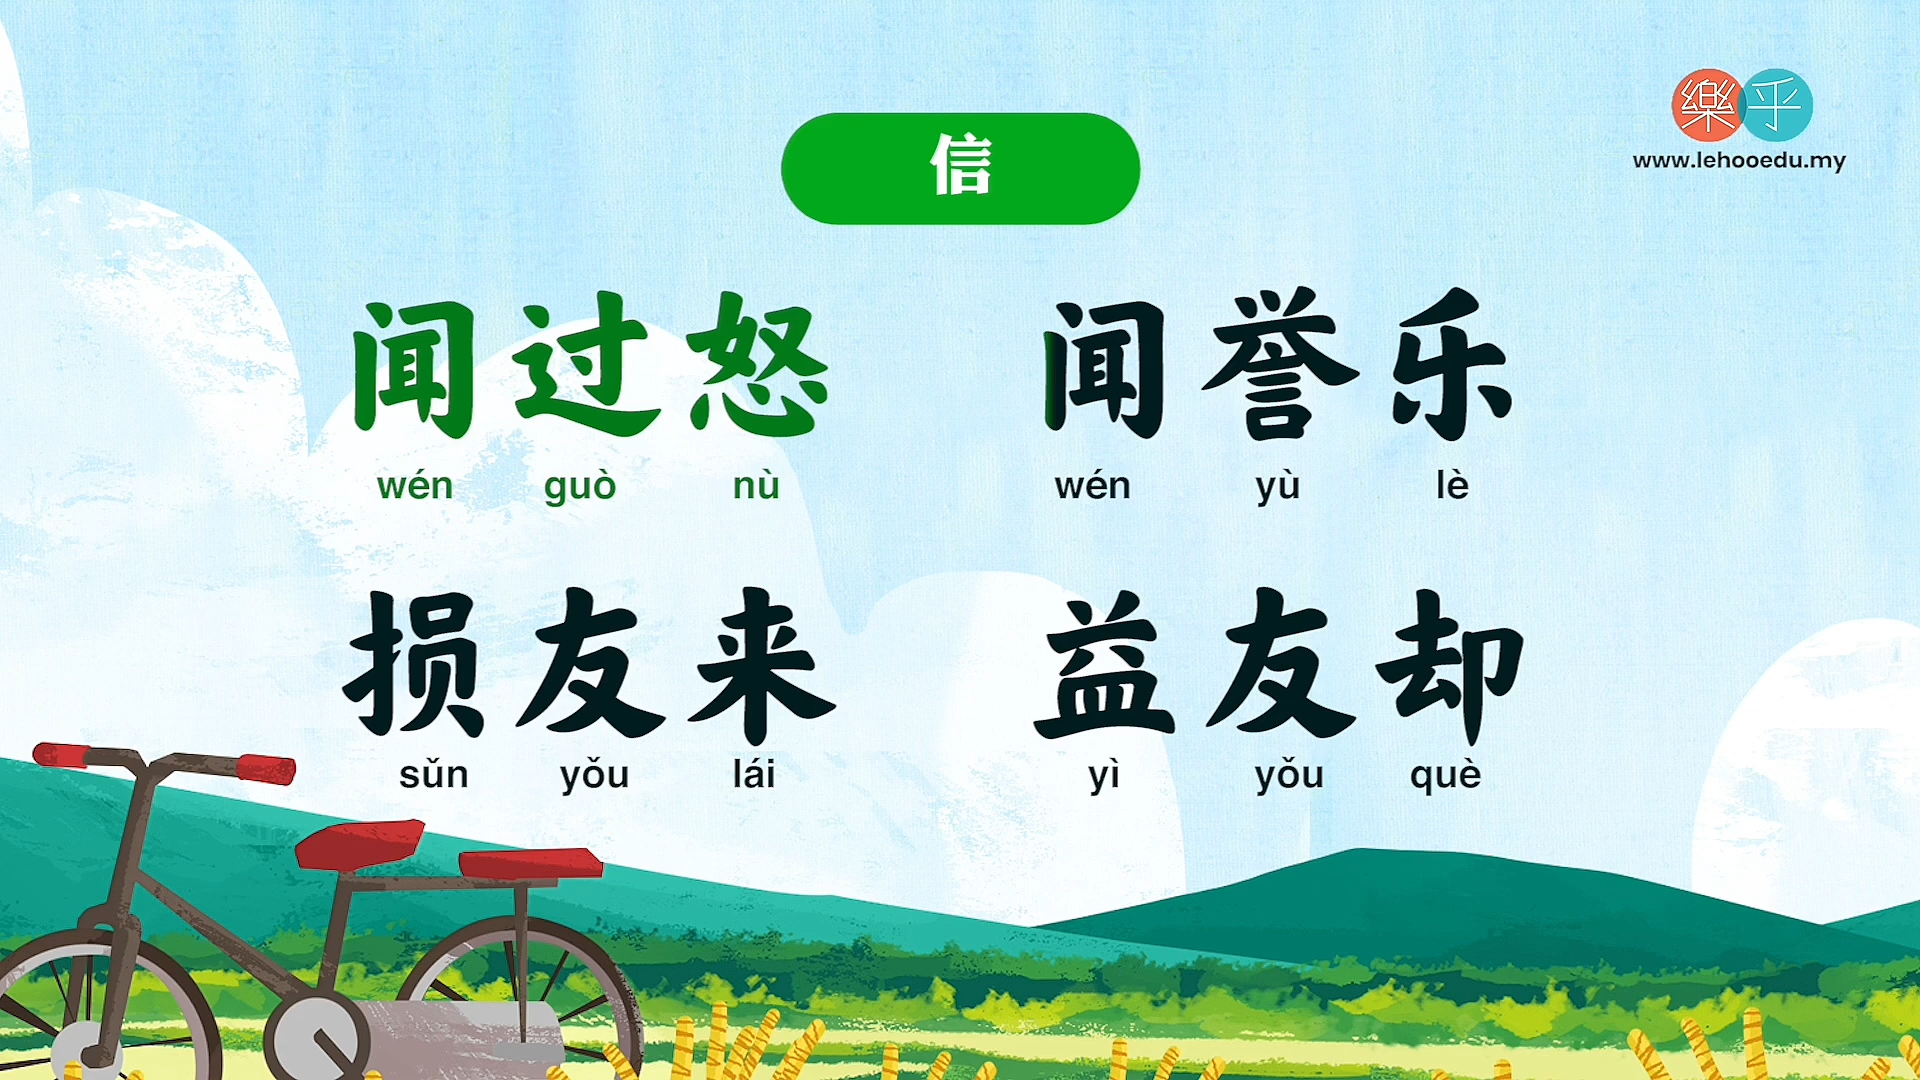 樂乎
www.lehooedu.my
信
闻过怒 闻誉乐
wén guò nù wén yù lè
损友来 益友却
sǔn yǒu lái yì yǒu què